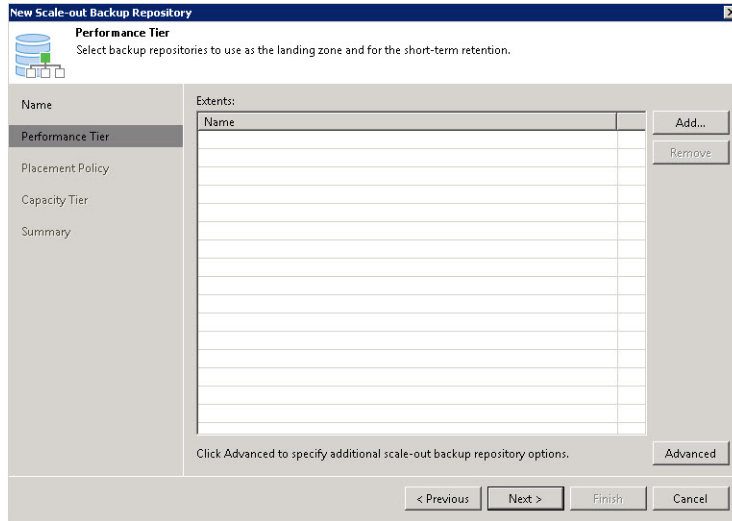 New Scale-out Backup Repository
Performance Tier
Select backup repositories to use as the landing zone and for the short-term retention.
Name
Performance Tier
Placement Policy
Capacity Tier
Summary
Extents:
Name
Add...
Remove
Click Advanced to specify additional scale-out backup repository options.
Advanced
< Previous
Next >
Finish
Cancel